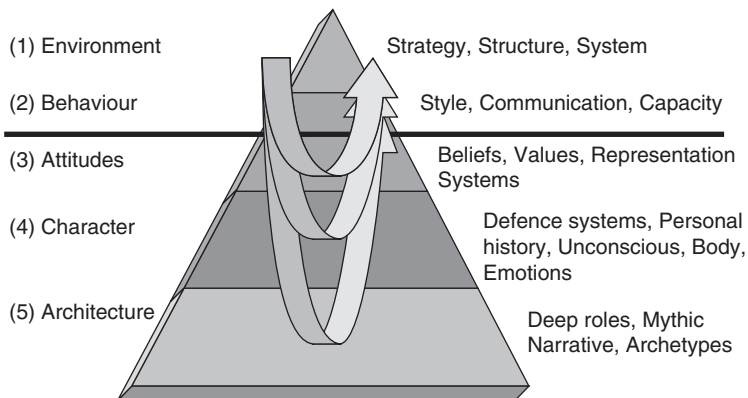 (1) Environment
Strategy, Structure, System
(2) Behaviour
Style, Communication, Capacity
(3) Attitudes
Beliefs, Values, Representation
Systems
(4) Character
Defence systems, Personal
history, Unconscious, Body,
Emotions
(5) Architecture
Deep roles, Mythic
Narrative, Archetypes